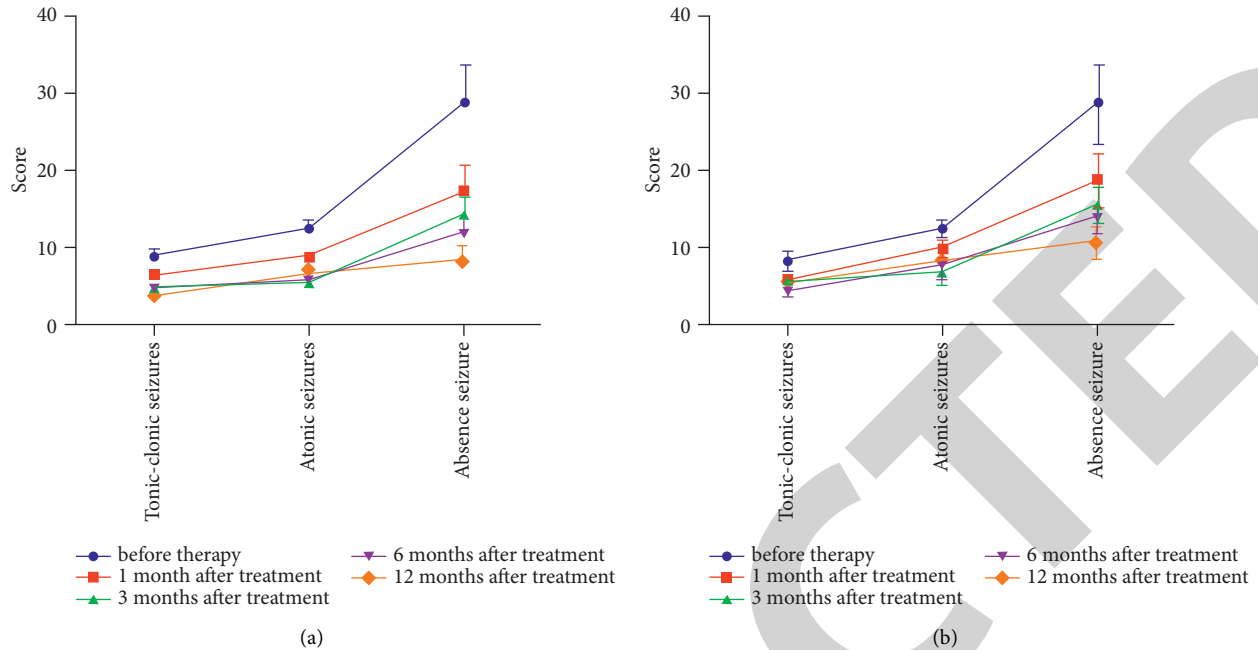 40
30
20
10
0
Score
Tonic-clonic seizures
Atonic seizures
Absence seizure
before therapy
1 month after treatment
3 months after treatment
6 months after treatment
12 months after treatment
(a)
40
30
20
10
0
Score
Tonic-clonic seizures
Atonic seizures
Absence seizure
before therapy
1 month after treatment
3 months after treatment
6 months after treatment
12 months after treatment
(b)
CTED